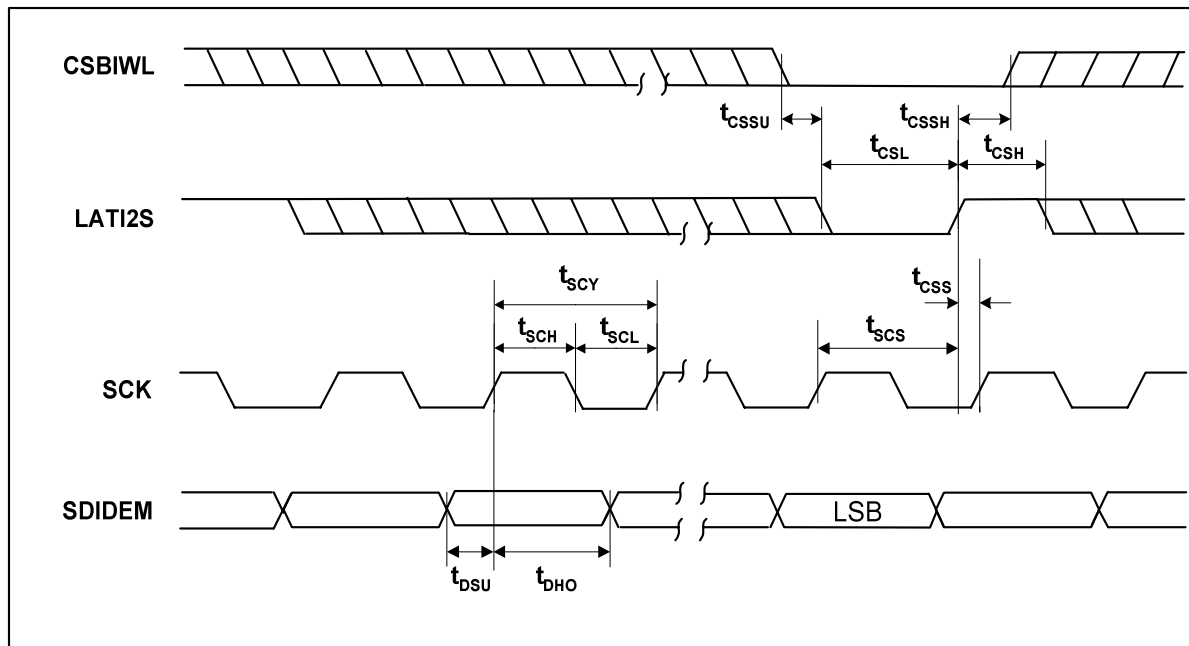 CSBIWL
tCSSU
tCSSH
tCSL
tCSH
LATI2S
tSCY
tCSS
tSCH
tSCL
tSCS
SCK
SDIDEM
LSB
tDSU
tDHO